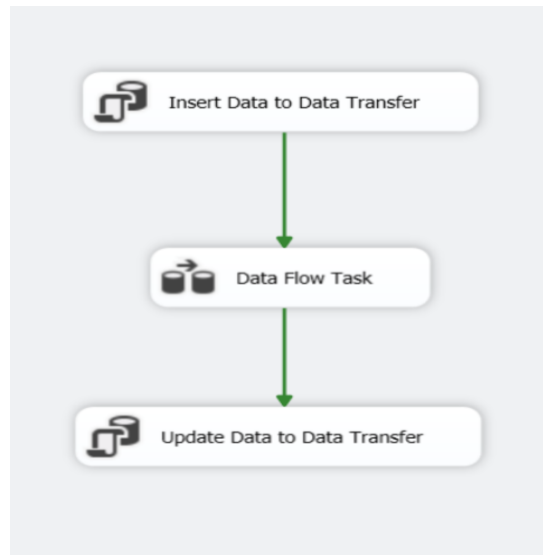 Insert Data to Data Transfer
Data Flow Task
Update Data to Data Transfer